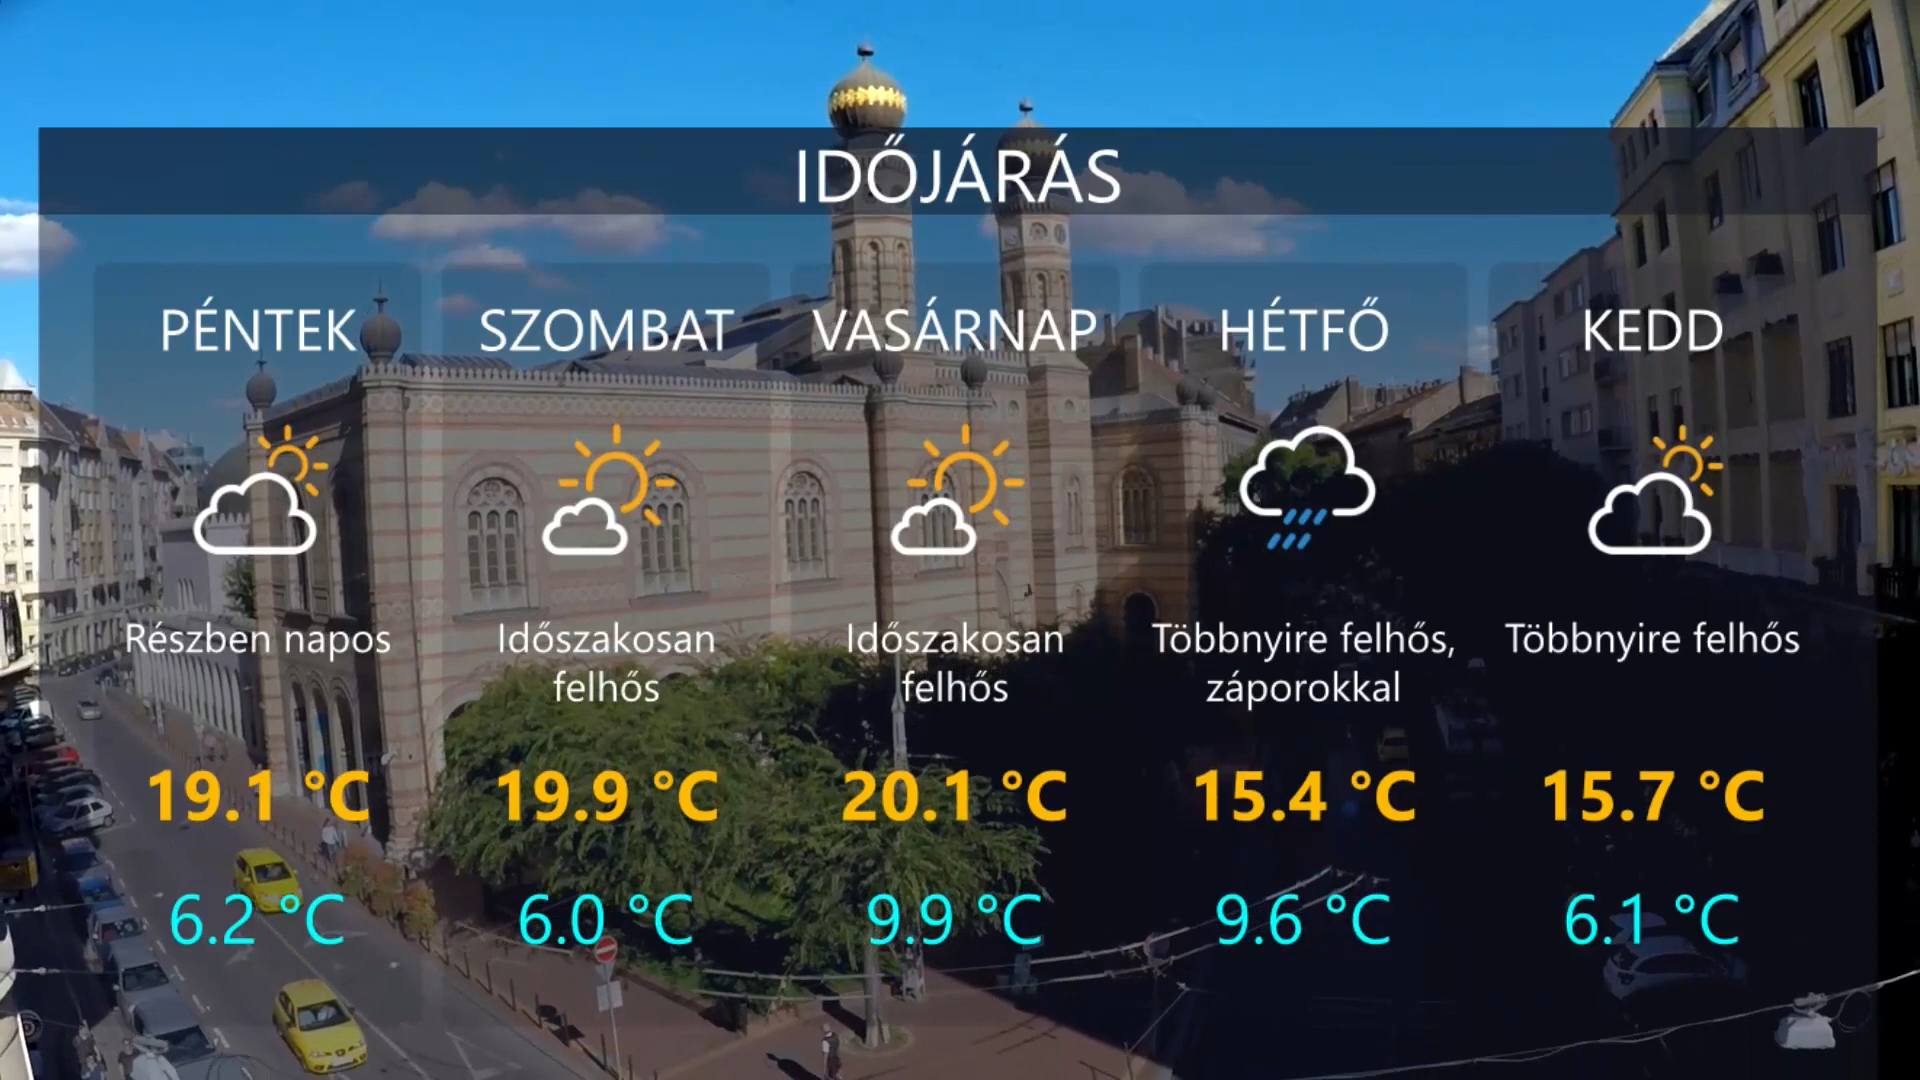 IDŐJÁRÁS
PÉNTEK
Részben napos
19.1 °C
6.2 °C
SZOMBAT
Időszakosan
felhős
19.9 °C
6.0 °C
VASÁRNAP
Időszakosan
felhős
20.1 °C
9.9 °C
HÉTFŐ
Többnyire felhős,
záporokkal
15.4 °C
9.6 °C
KEDD
Többnyire felhős
15.7 °C
6.1 °C